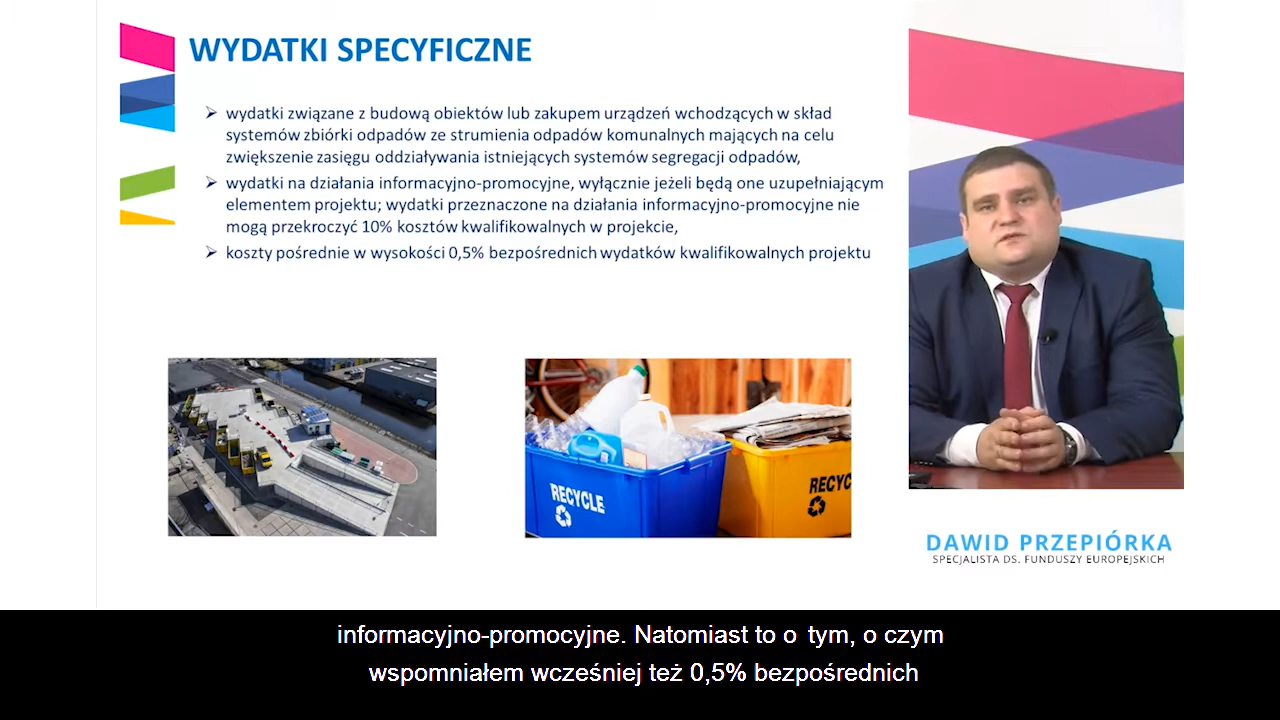 WYDATKI SPECYFICZNE
wydatki związane z budową obiektów lub zakupem urządzeń wchodzących w skład
systemów zbiórki odpadów ze strumienia odpadów komunalnych mających na celu
zwiększenie zasięgu oddziaływania istniejących systemów segregacji odpadów,
wydatki na działania informacyjno-promocyjne, wyłącznie jeżeli będą one uzupełniającym
elementem projektu; wydatki przeznaczone na działania informacyjno-promocyjne nie
mogą przekroczyć 10% kosztów kwalifikowalnych w projekcie,
koszty pośrednie w wysokości 0,5% bezpośrednich wydatków kwalifikowalnych projektu
RECYCLE
RECYC
DAWID PRZEPIÓRKA
SPECJALISTA DS. FUNDUSZY EUROPEJSKICH
informacyjno-promocyjne. Natomiast to o tym, o czym
wspomniałem wcześniej też 0,5% bezpośrednich